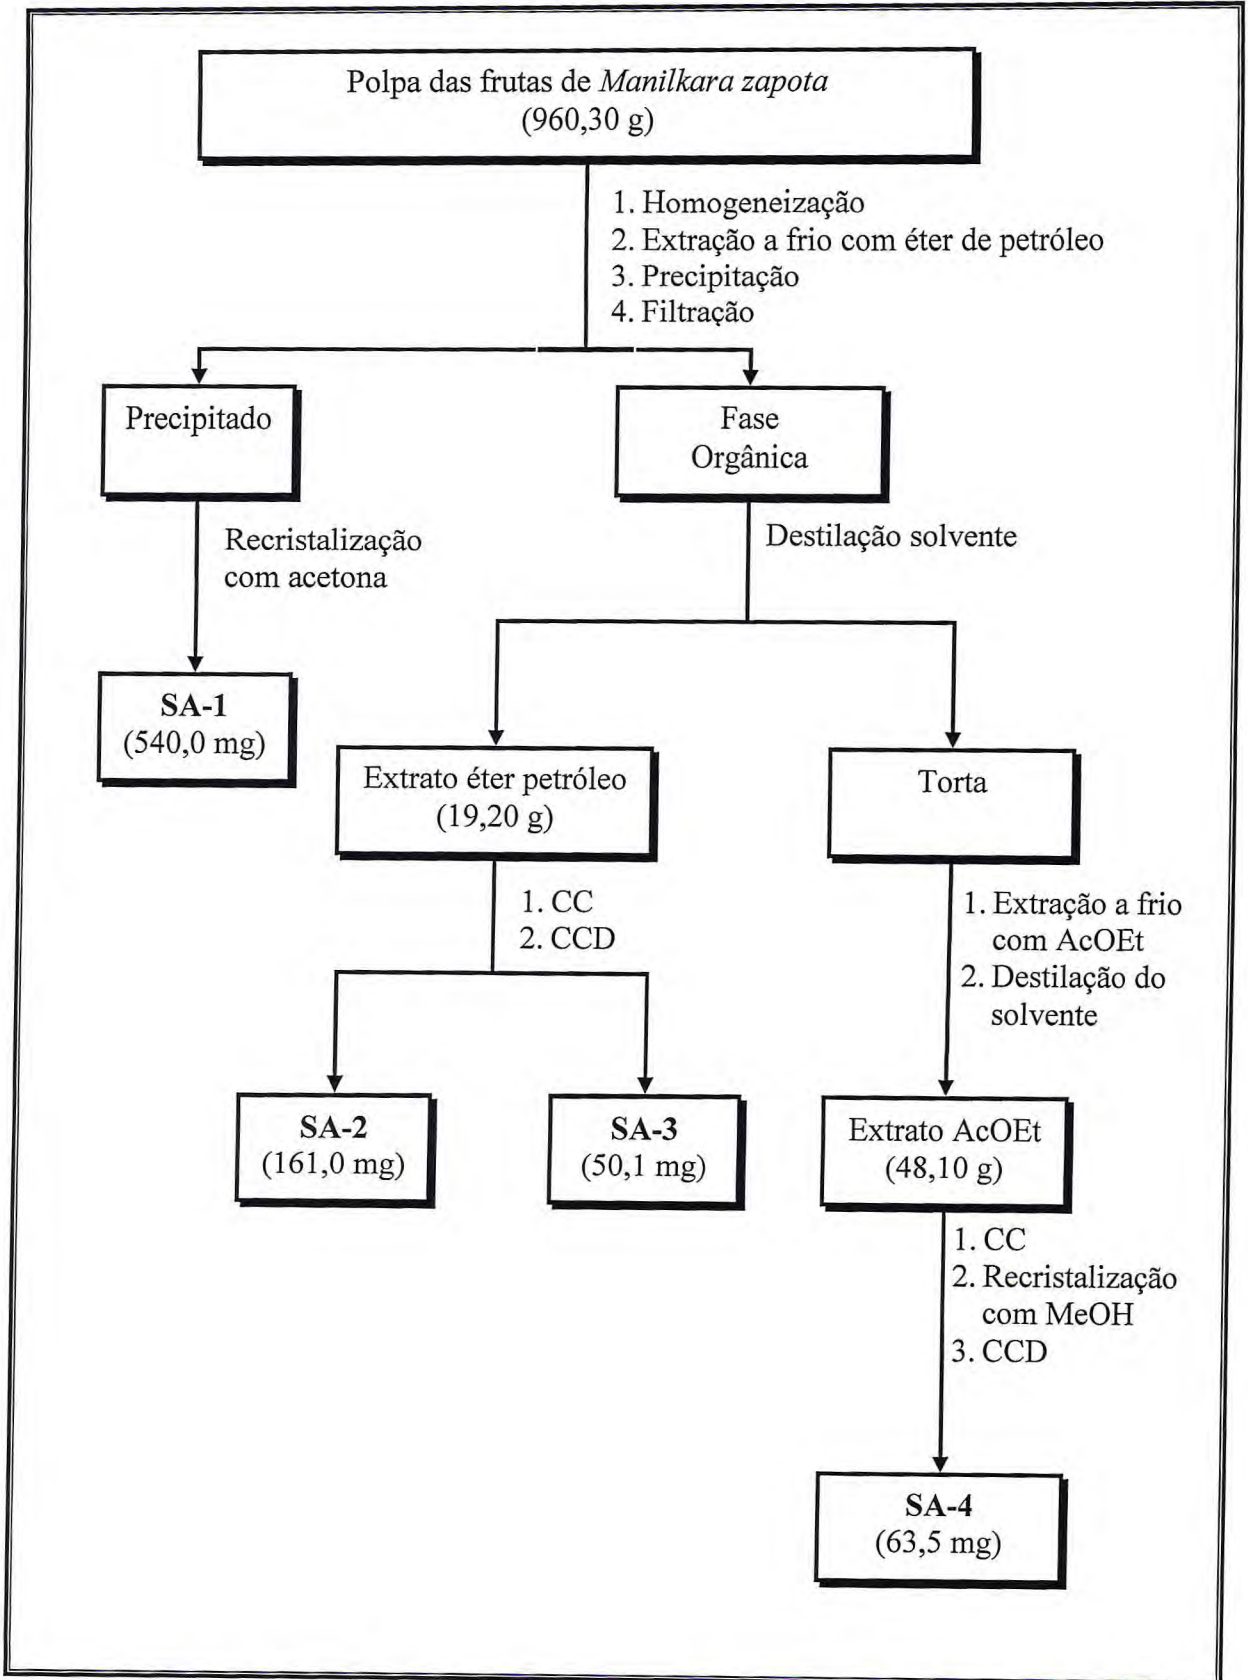 Polpa das frutas de Manilkara zapota
(960,30 g)
1. Homogeneização
2. Extração a frio com éter de petróleo
3. Precipitação
4. Filtração
Precipitado
Fase
Orgânica
Recristalização
com acetona
Destilação solvente
SA-1
(540,0 mg)
Extrato éter petróleo
(19,20 g)
Torta
1. CC
2. CCD
1. Extração a frio
com AcOEt
2. Destilação do
solvente
SA-2
(161,0 mg)
SA-3
(50,1 mg)
Extrato AcOEt
(48,10 g)
1. CC
2. Recristalização
com MeOH
3. CCD
SA-4
(63,5 mg)